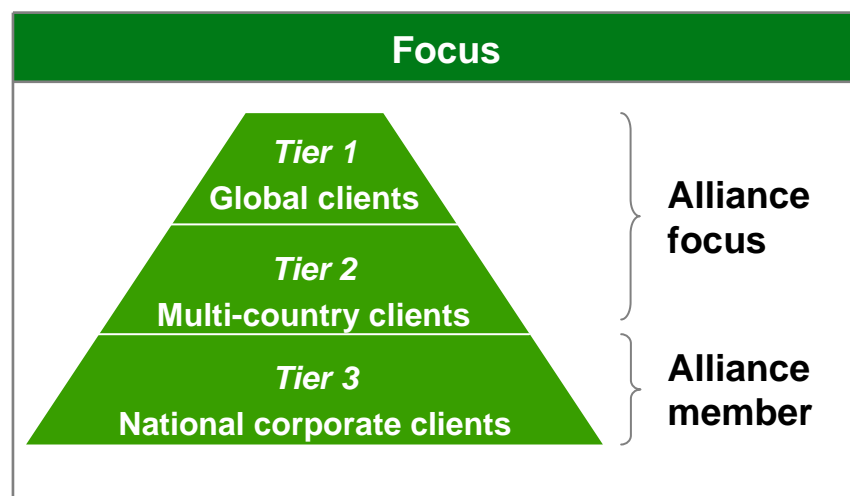 Focus
Tier 1
Global clients
Alliance
focus
Tier 2
Multi-country clients
Tier 3
National corporate clients
Alliance
member